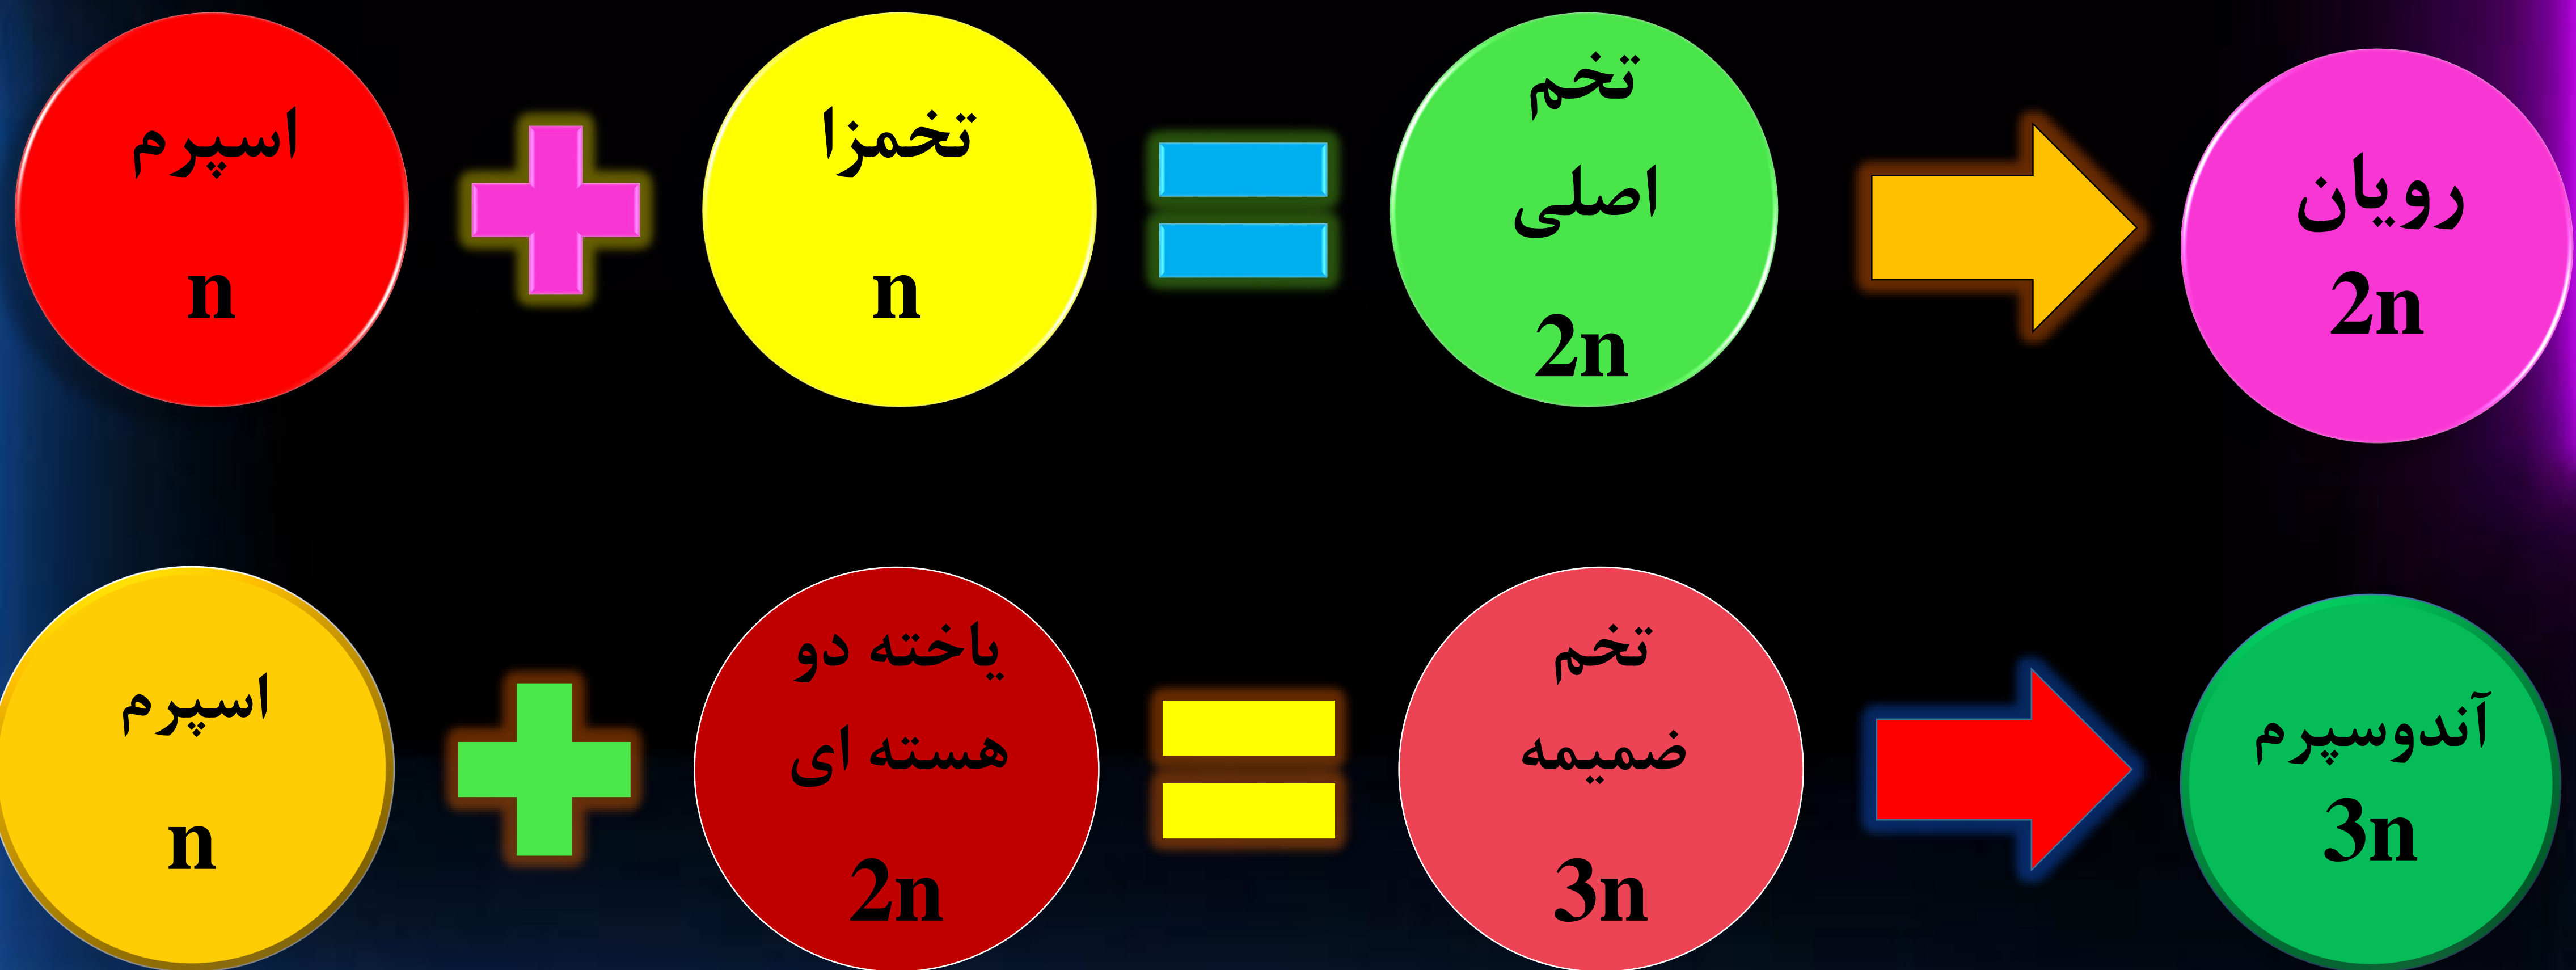 اسپرم
n
تخمزا
n
تخم
اصلی
2n
رویان
2n
اسپرم
n
یاخته دو
هسته ای
2n
تخم
ضمیمه
3n
آندوسپرم
3n